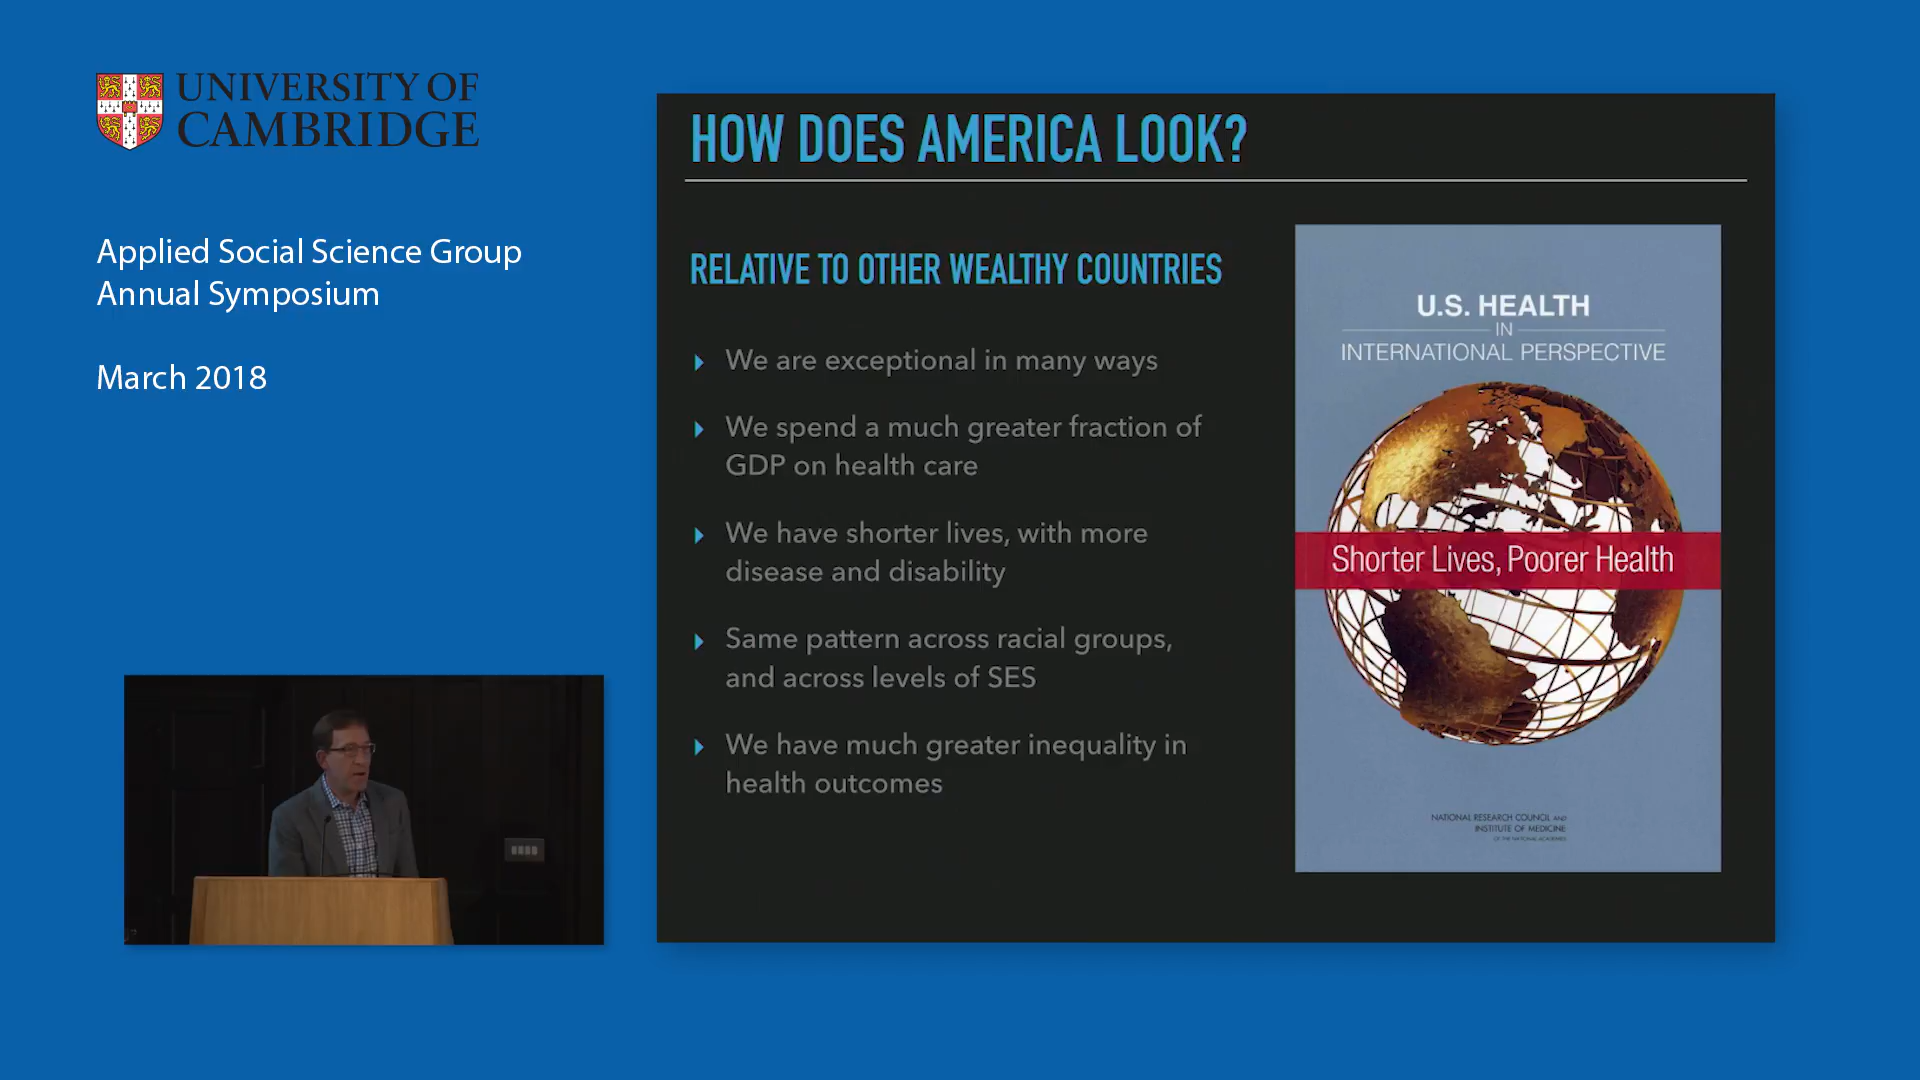 UNIVERSITY OF
CAMBRIDGE
Applied Social Science Group
Annual Symposium
March 2018
HOW DOES AMERICA LOOK?
RELATIVE TO OTHER WEALTHY COUNTRIES
We are exceptional in many ways
We spend a much greater fraction of
GDP on health care
We have shorter lives, with more
disease and disability
Same pattern across racial groups,
and across levels of SES
We have much greater inequality in
health outcomes
U.S. HEALTH
IN
INTERNATIONAL PERSPECTIVE
Shorter Lives, Poorer Health
NATIONAL RESEARCH COUNCIL AND
INSTITUTE OF MEDICINE
OF THE NATIONAL ACADEMIES